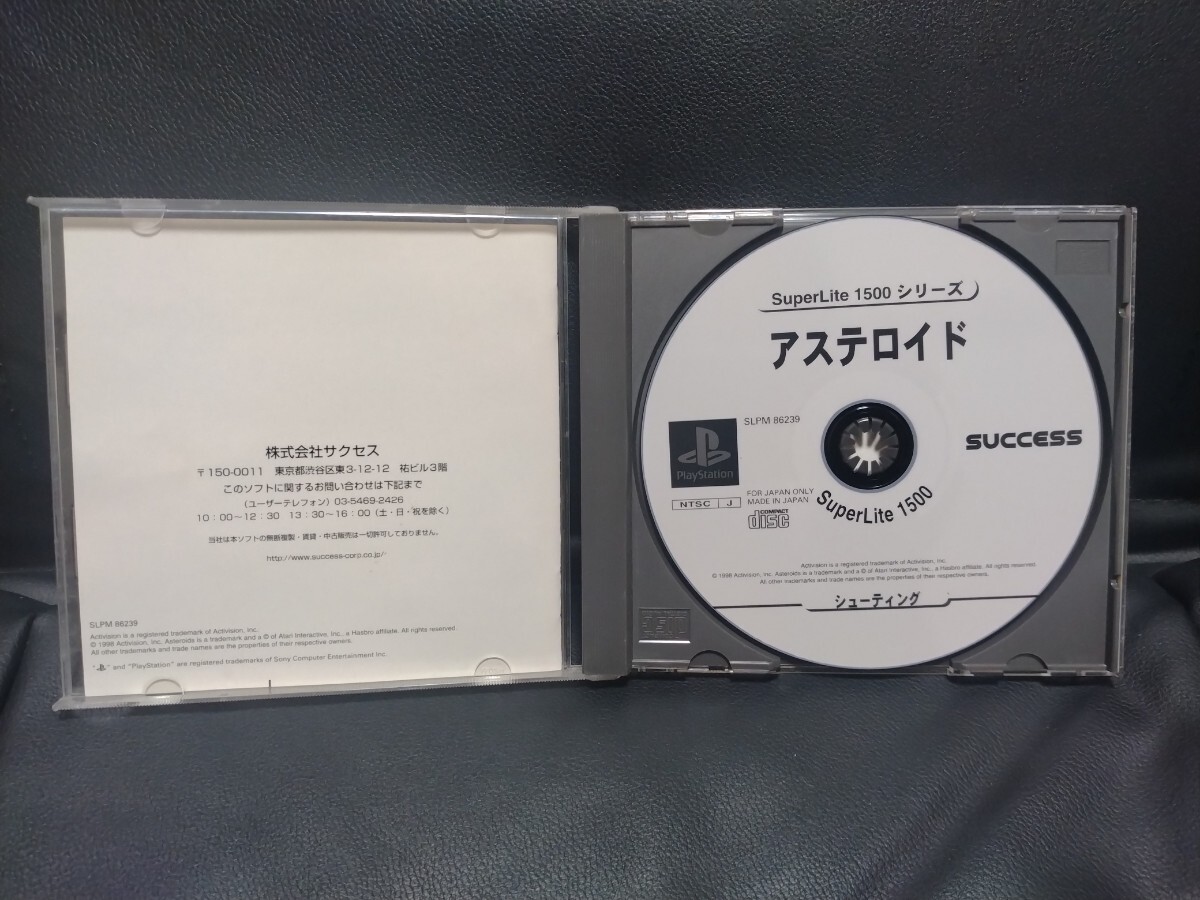 株式会社サクセス
〒150-0011 東京都渋谷区東3-12-12 祐ビル3階
このソフトに関するお問い合わせは下記まで
(ユーザーテレフォン) 03-5469-2426
10:00〜12:30 13:30〜16:00(土・日・祝を除く)
当社は本ソフトの無断複製・賃貸・中古販売は一切許可しておりません。
http://www.success-corp.co.jp/
SLPM 86239
Activision is a registered trademark of Activision, Inc.
© 1998 Activision, Inc. Asteroids is a trademark and a © of Atari Interactive, Inc., a Hasbro affiliate. All rights reserved.
All other trademarks and trade names are the properties of their respective owners.
"PS" and "PlayStation" are registered trademarks of Sony Computer Entertainment Inc.
SuperLite 1500 シリーズ
アステロイド
SLPM 86239
PlayStation
NTSC J
FOR JAPAN ONLY
MADE IN JAPAN
COMPACT
disc
SUCCESS
SuperLite 1500
Activision is a registered trademark of Activision, Inc.
© 1998 Activision, Inc. Asteroids is a trademark and a © of Atari Interactive, Inc., a Hasbro affiliate. All rights reserved.
All other trademarks and trade names are the properties of their respective owners.
シューティング